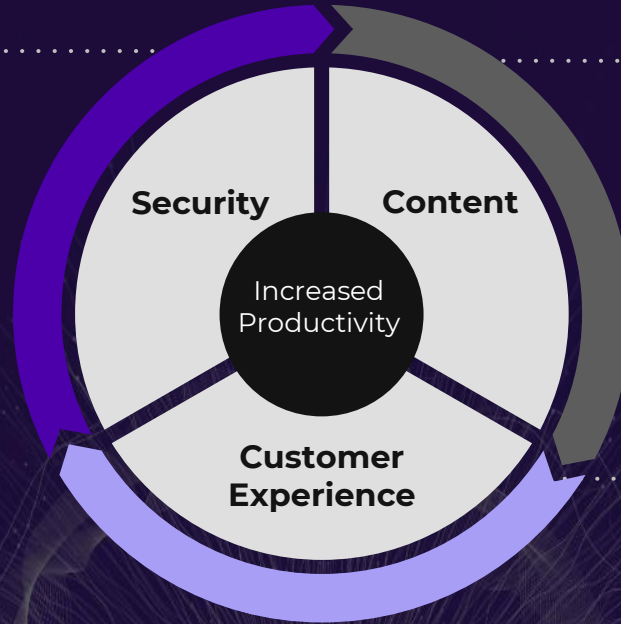 Security
Content
Increased
Productivity
Customer
Experience